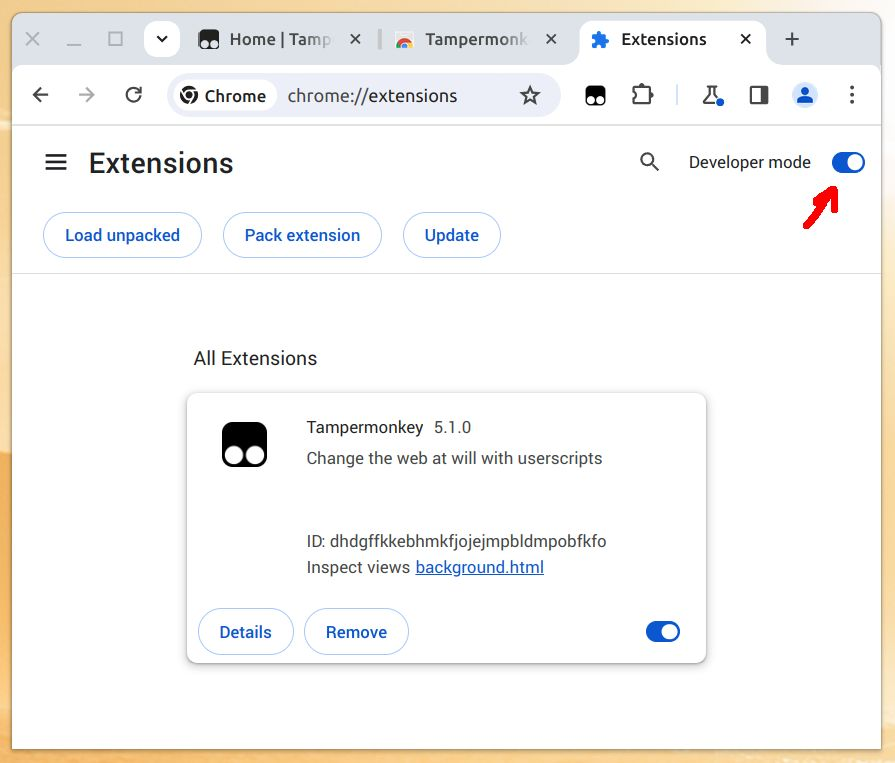 Home | Tamp
Tampermonk
Extensions
Chrome
chrome://extensions
Extensions
Developer mode
Load unpacked
Pack extension
Update
All Extensions
Tampermonkey 5.1.0
Change the web at will with userscripts
ID: dhdgffkkebhmkfjojejmpbldmpobfkfo
Inspect views background.html
Details
Remove